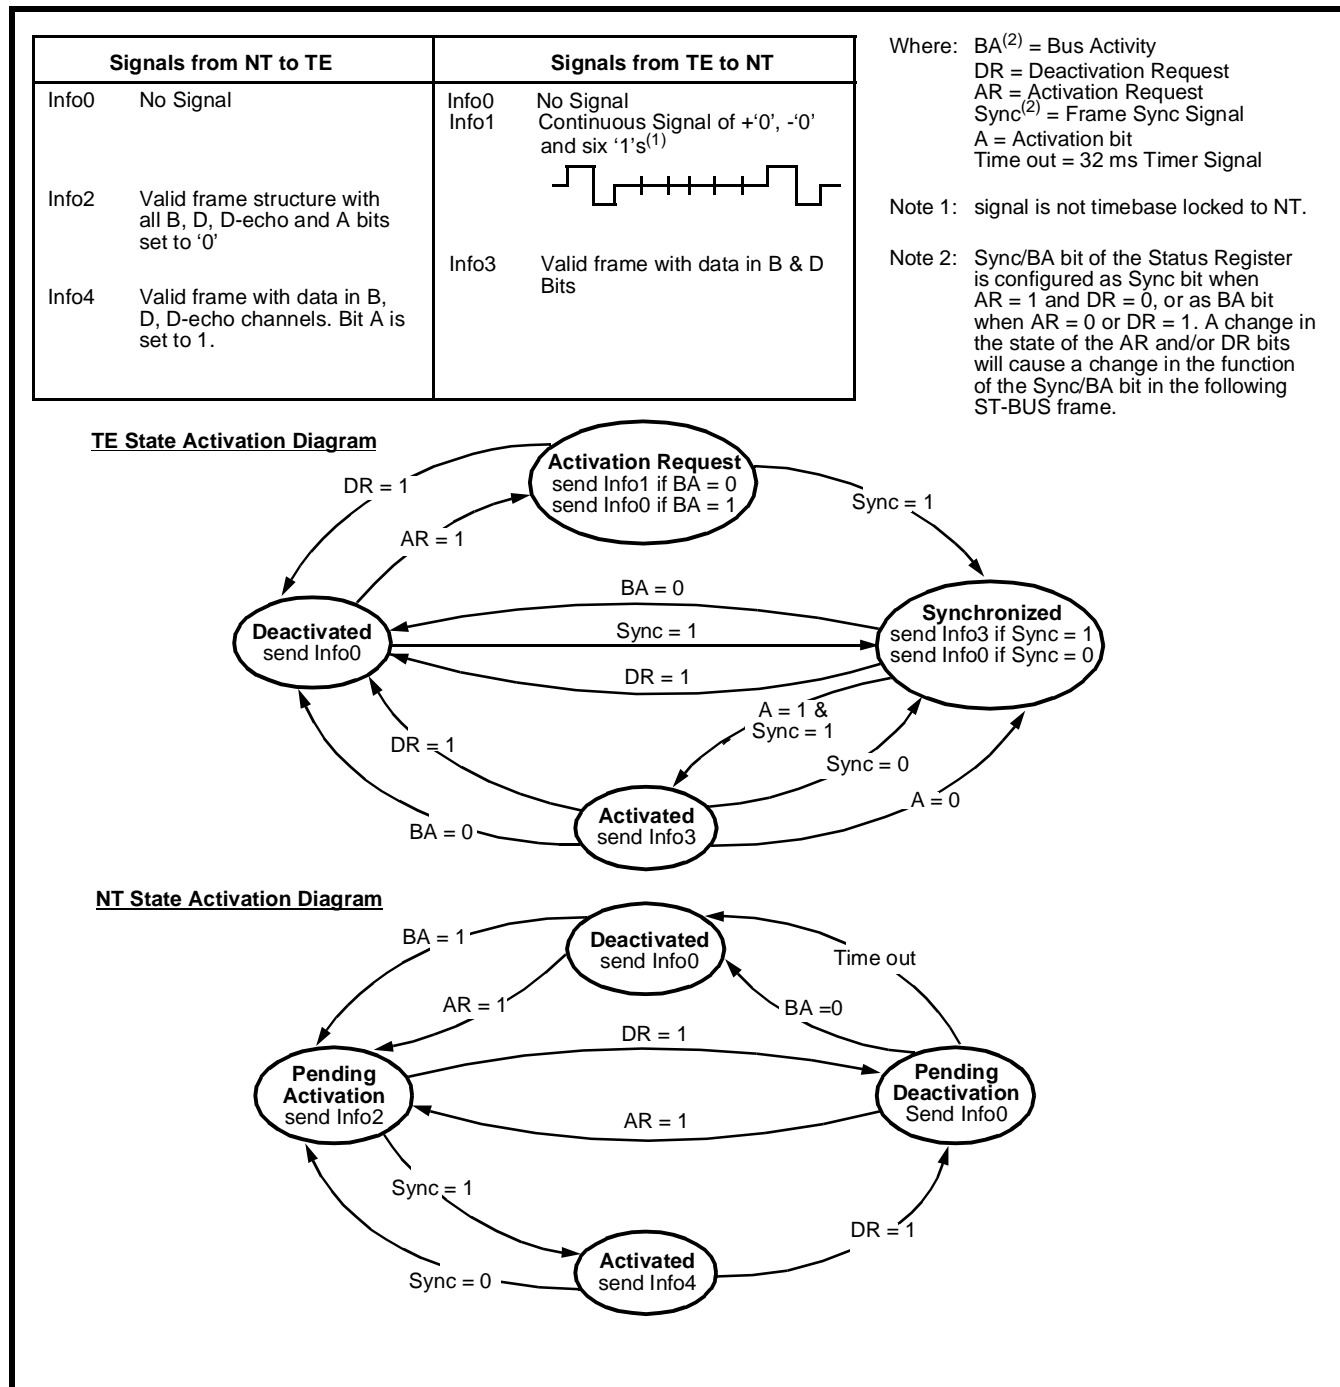 Signals from NT to TE
Signals from TE to NT
Info0 No Signal
Info2 Valid frame structure with
all B, D, D-echo and A bits
set to ‘0’
Info4 Valid frame with data in B,
D, D-echo channels. Bit A is
set to 1.
Info0 No Signal
Info1 Continuous Signal of +‘0’, -‘0’
and six ‘1’s(1)
Info3 Valid frame with data in B & D
Bits
Where: BA(2) = Bus Activity
DR = Deactivation Request
AR = Activation Request
Sync(2) = Frame Sync Signal
A = Activation bit
Time out = 32 ms Timer Signal
Note 1: signal is not timebase locked to NT.
Note 2: Sync/BA bit of the Status Register
is configured as Sync bit when
AR = 1 and DR = 0, or as BA bit
when AR = 0 or DR = 1. A change in
the state of the AR and/or DR bits
will cause a change in the function
of the Sync/BA bit in the following
ST-BUS frame.
TE State Activation Diagram
Activation Request
send Info1 if BA = 0
send Info0 if BA = 1
DR = 1
Sync = 1
AR = 1
BA = 0
Synchronized
send Info3 if Sync = 1
send Info0 if Sync = 0
Deactivated
send Info0
Sync = 1
DR = 1
A = 1 &
Sync = 1
DR = 1
Sync = 0
A = 0
Activated
send Info3
BA = 0
NT State Activation Diagram
BA = 1
Deactivated
send Info0
Time out
AR = 1
BA =0
DR = 1
Pending
Activation
send Info2
Pending
Deactivation
Send Info0
AR = 1
Sync = 1
DR = 1
Activated
send Info4
Sync = 0